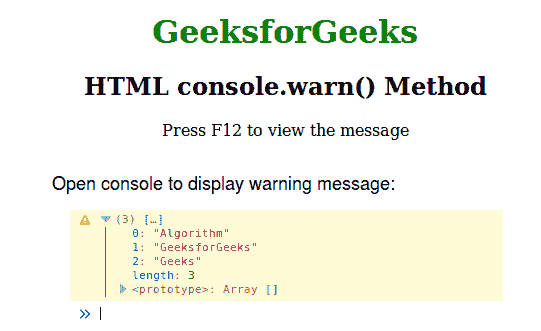 GeeksforGeeks
HTML console.warn() Method
Press F12 to view the message
Open console to display warning message:
(3) […]
0: "Algorithm"
1: "GeeksforGeeks"
2: "Geeks"
length: 3
<prototype>: Array []
»